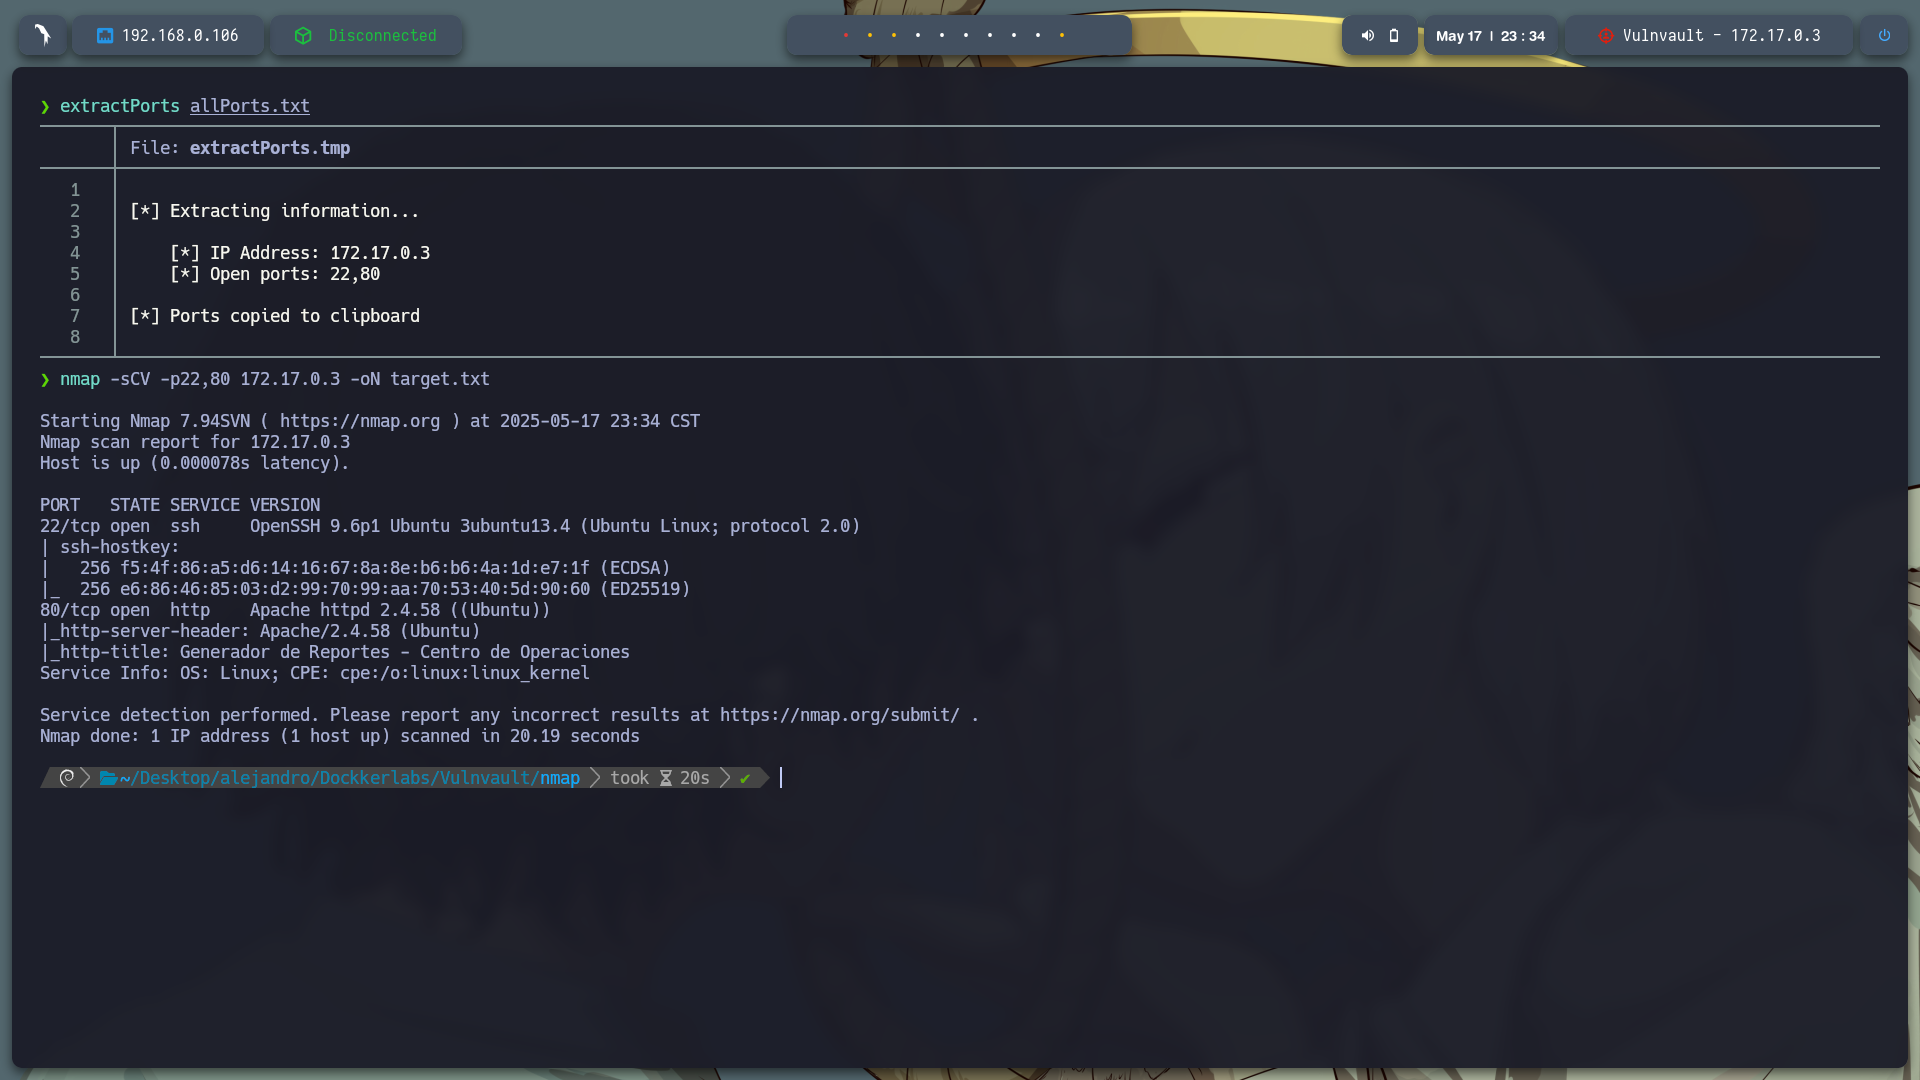 192.168.0.106 Disconnected May 17 | 23 : 34 Vulnvault - 172.17.0.3
❯ extractPorts allPorts.txt
File: extractPorts.tmp
1
2 [*] Extracting information...
3
4 [*] IP Address: 172.17.0.3
5 [*] Open ports: 22,80
6
7 [*] Ports copied to clipboard
8
❯ nmap -sCV -p22,80 172.17.0.3 -oN target.txt
Starting Nmap 7.94SVN ( https://nmap.org ) at 2025-05-17 23:34 CST
Nmap scan report for 172.17.0.3
Host is up (0.000078s latency).
PORT   STATE SERVICE VERSION
22/tcp open  ssh     OpenSSH 9.6p1 Ubuntu 3ubuntu13.4 (Ubuntu Linux; protocol 2.0)
| ssh-hostkey:
|   256 f5:4f:86:a5:d6:14:16:67:8a:8e:b6:b6:4a:1d:e7:1f (ECDSA)
|_  256 e6:86:46:85:03:d2:99:70:99:aa:70:53:40:5d:90:60 (ED25519)
80/tcp open  http    Apache httpd 2.4.58 ((Ubuntu))
|_http-server-header: Apache/2.4.58 (Ubuntu)
|_http-title: Generador de Reportes - Centro de Operaciones
Service Info: OS: Linux; CPE: cpe:/o:linux:linux_kernel
Service detection performed. Please report any incorrect results at https://nmap.org/submit/ .
Nmap done: 1 IP address (1 host up) scanned in 20.19 seconds
~/Desktop/alejandro/Dockkerlabs/Vulnvault/nmap took 20s ✔